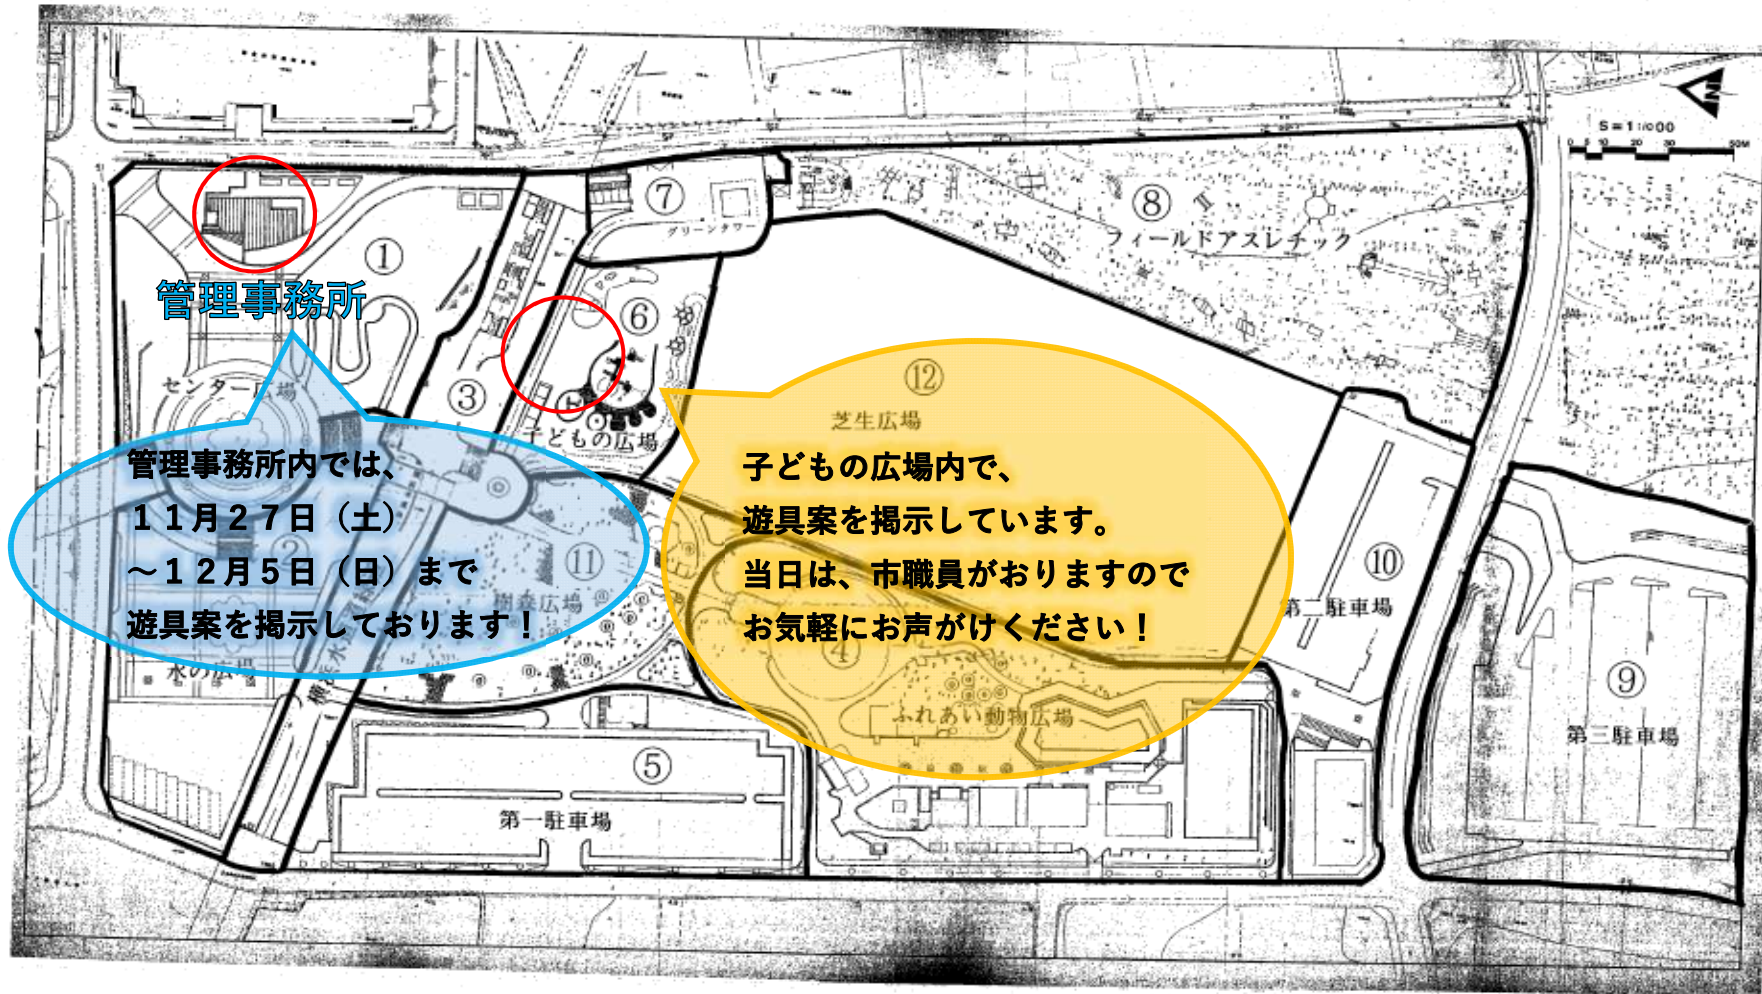 S=1:1000
0 5 10 20 30 50M
⑦
グリーンタワー
⑧
フィールドアスレチック
①
管理事務所
⑥
センター広場
③
子どもの広場
⑫
芝生広場
管理事務所内では、
11月27日（土）
～12月5日（日）まで
遊具案を掲示しております！
子どもの広場内で、
遊具案を掲示しています。
当日は、市職員がおりますので
お気軽にお声がけください！
②
水の広場
⑪
樹森広場
④
ふれあい動物広場
⑩
第二駐車場
⑨
第三駐車場
⑤
第一駐車場